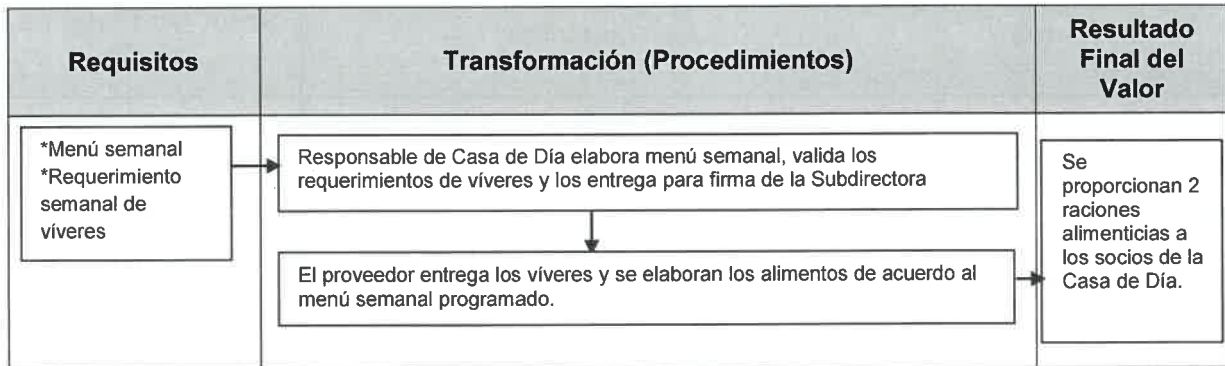 Requisitos
Transformación (Procedimientos)
Resultado
Final del
Valor
*Menú semanal
*Requerimiento
semanal de
víveres
Responsable de Casa de Día elabora menú semanal, valida los
requerimientos de víveres y los entrega para firma de la Subdirectora
El proveedor entrega los víveres y se elaboran los alimentos de acuerdo al
menú semanal programado.
Se
proporcionan 2
raciones
alimenticias a
los socios de la
Casa de Día.